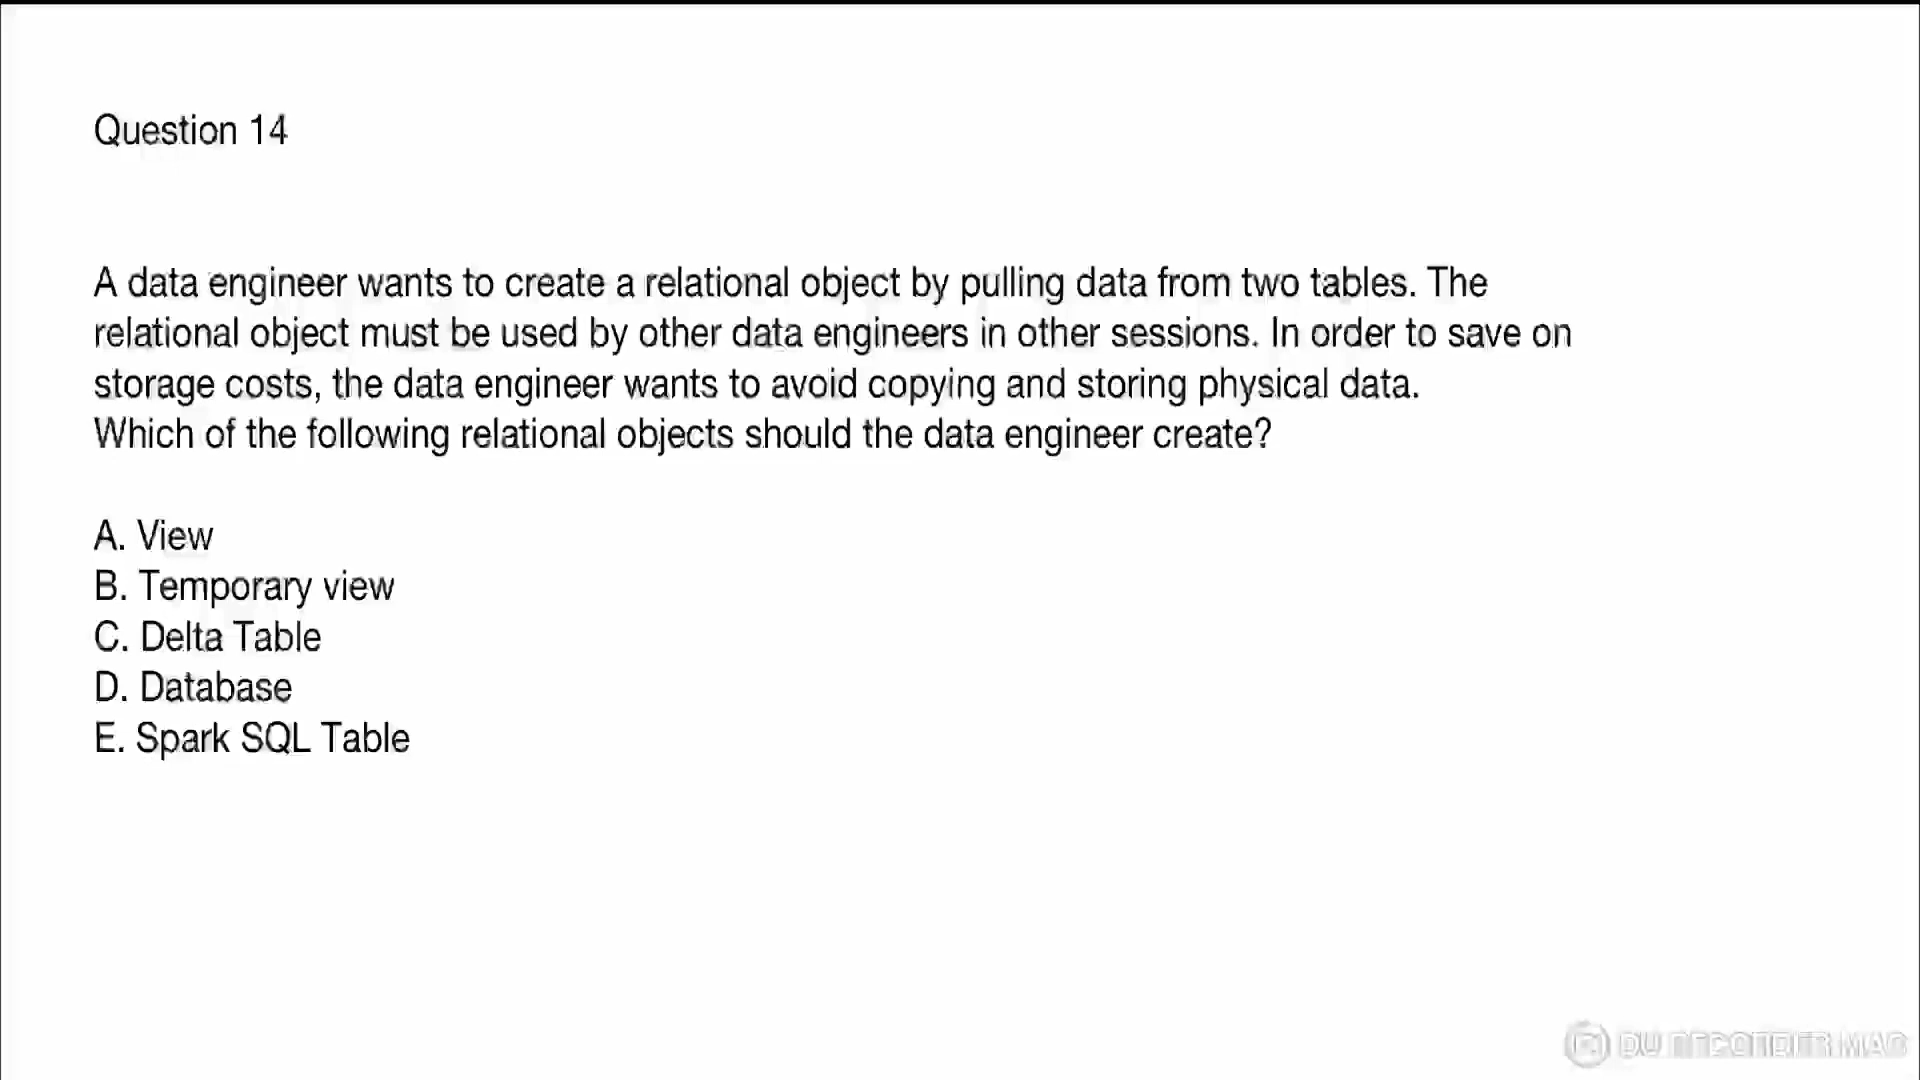 Question 14
A data engineer wants to create a relational object by pulling data from two tables. The
relational object must be used by other data engineers in other sessions. In order to save on
storage costs, the data engineer wants to avoid copying and storing physical data.
Which of the following relational objects should the data engineer create?
A. View
B. Temporary view
C. Delta Table
D. Database
E. Spark SQL Table
DU RECORDER MAG